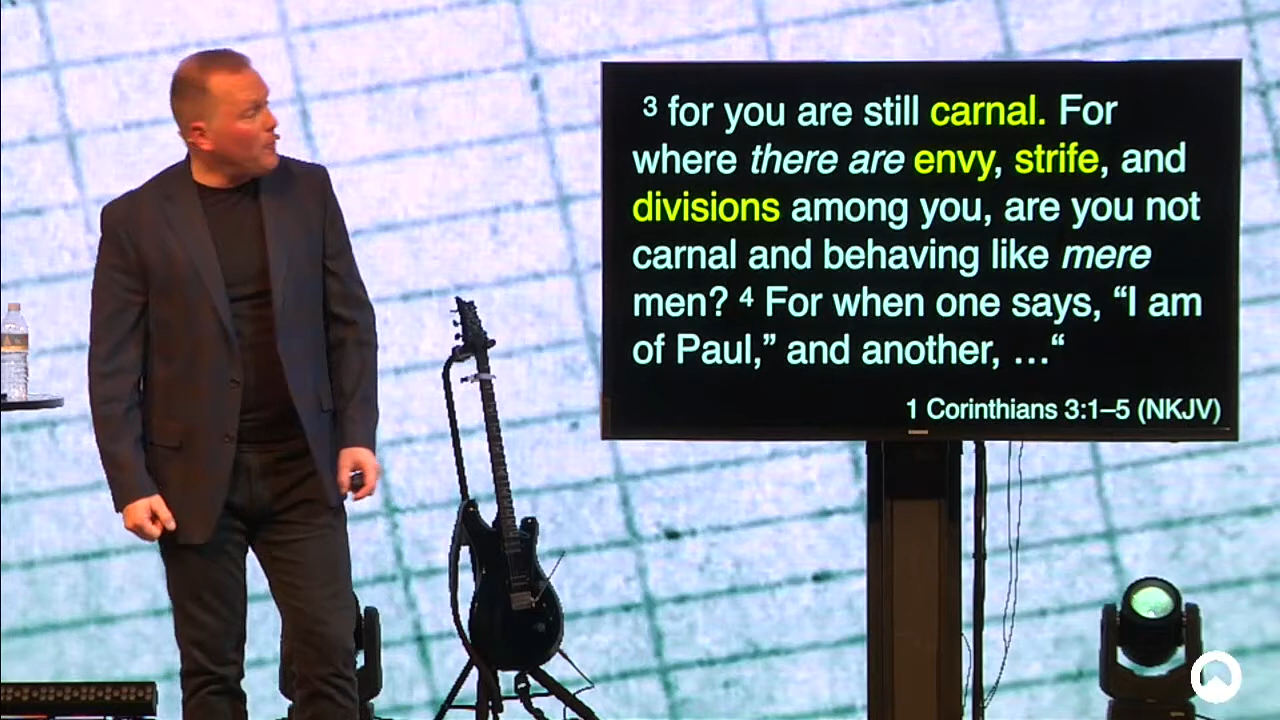 ³ for you are still carnal. For
where there are envy, strife, and
divisions among you, are you not
carnal and behaving like mere
men? ⁴ For when one says, “I am
of Paul,” and another, …“
1 Corinthians 3:1–5 (NKJV)